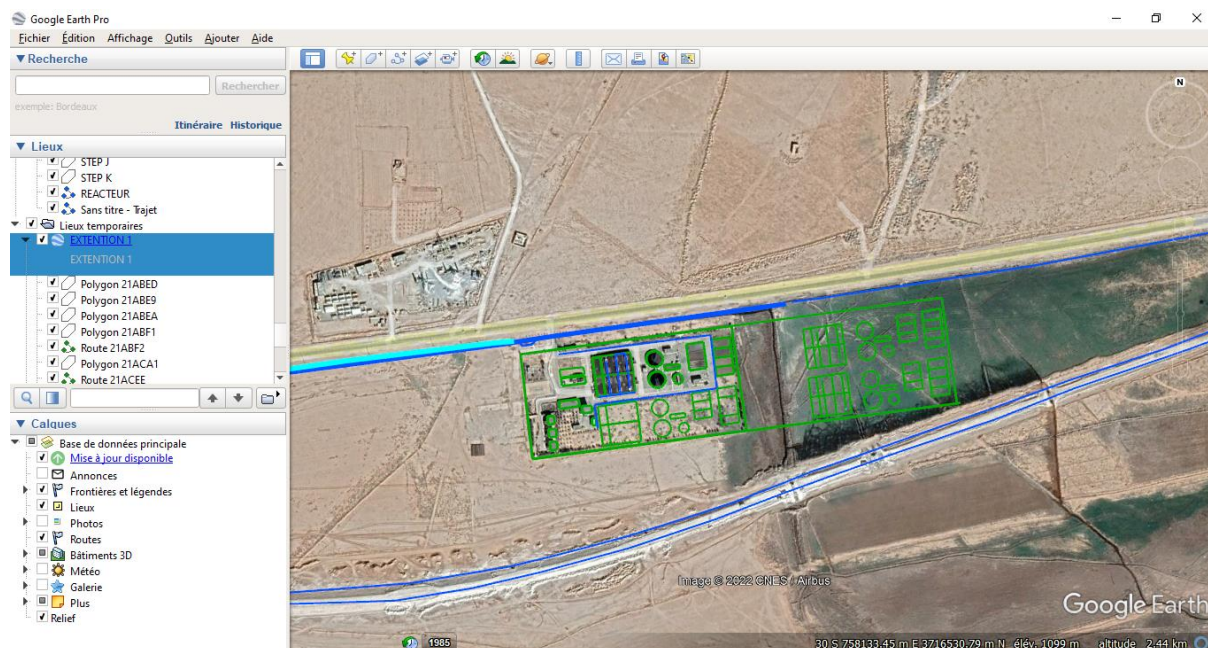 Google Earth Pro
Fichier Édition Affichage Outils Ajouter Aide
▼ Recherche
Rechercher
exemple: Bordeaux
Itinéraire Historique
▼ Lieux
STEP J
STEP K
REACTEUR
Sans titre - Trajet
Lieux temporaires
EXTENTION 1
EXTENTION 1
Polygon 21ABED
Polygon 21ABE9
Polygon 21ABEA
Polygon 21ABF1
Route 21ABF2
Polygon 21ACA1
Route 21ACEE
▼ Calques
Base de données principale
Mise à jour disponible
Annonces
Frontières et légendes
Lieux
Photos
Routes
Bâtiments 3D
Météo
Galerie
Plus
Relief
N
Image © 2022 CNES / Airbus
Google Earth
1985
30 S 758133.45 m E 3716530.79 m N élév. 1099 m altitude 2.44 km